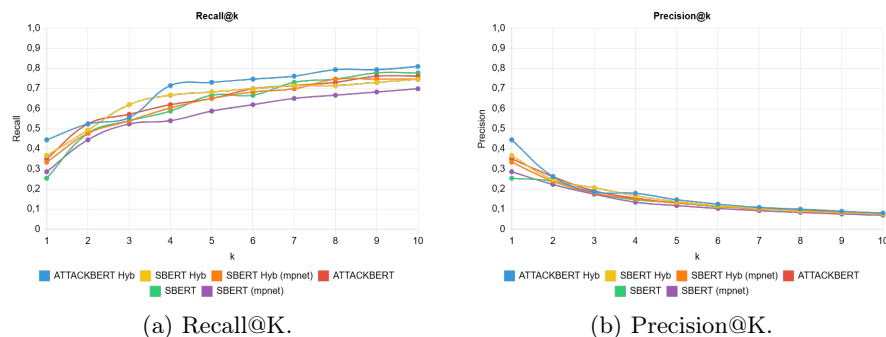 Recall@k
1,0
0,9
0,8
0,7
0,6
0,5
0,4
0,3
0,2
0,1
0
Recall
1 2 3 4 5 6 7 8 9 10
k
ATTACKBERT Hyb SBERT Hyb SBERT Hyb (mpnet) ATTACKBERT
SBERT SBERT (mpnet)
(a) Recall@K.
Precision@k
1,0
0,9
0,8
0,7
0,6
0,5
0,4
0,3
0,2
0,1
0
Precision
1 2 3 4 5 6 7 8 9 10
k
ATTACKBERT Hyb SBERT Hyb SBERT Hyb (mpnet) ATTACKBERT
SBERT SBERT (mpnet)
(b) Precision@K.